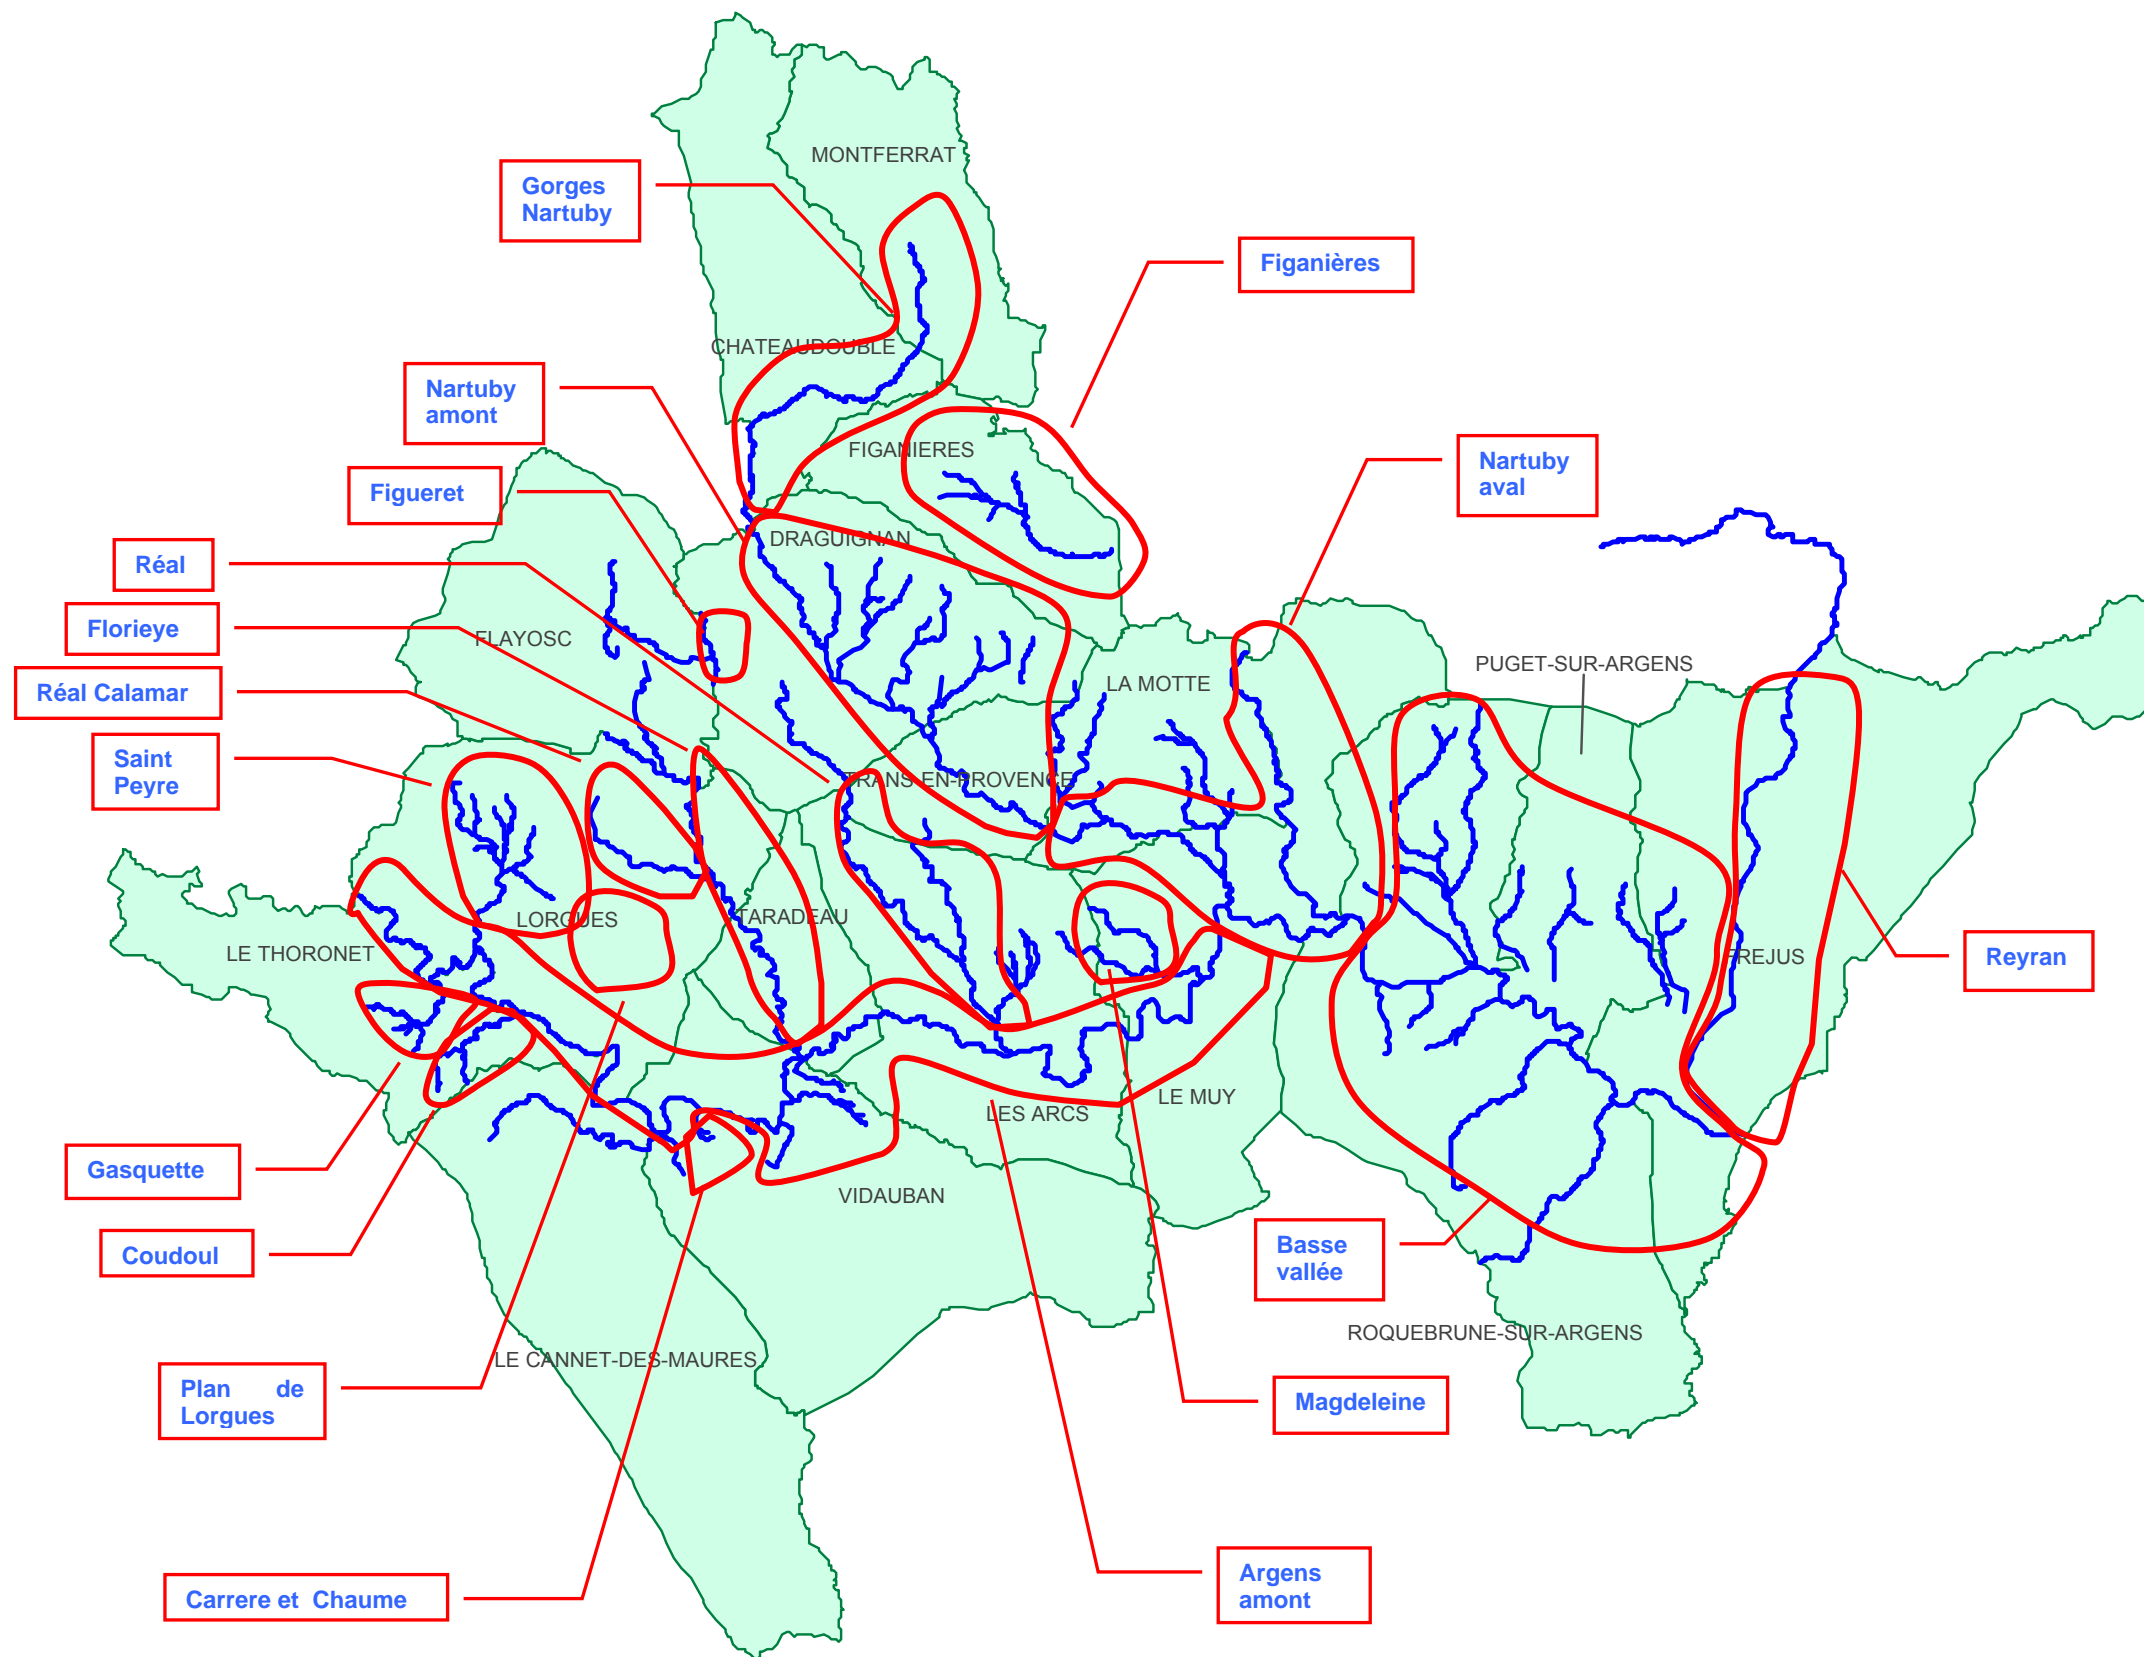 MONTFERRAT
Gorges
Nartuby
Figanières
CHATEAUDOUBLE
Nartuby
amont
FIGANIERES
Nartuby
aval
Figueret
DRAGUIGNAN
Réal
Florieye
FLAYOSC
PUGET-SUR-ARGENS
LA MOTTE
Réal Calamar
Saint
Peyre
TRANS-EN-PROVENCE
LORGUES
TARADEAU
LE THORONET
FREJUS
Reyran
LE MUY
LES ARCS
Gasquette
VIDAUBAN
Coudoul
Basse
vallée
ROQUEBRUNE-SUR-ARGENS
LE CANNET-DES-MAURES
Plan de
Lorgues
Magdeleine
Argens
amont
Carrere et Chaume